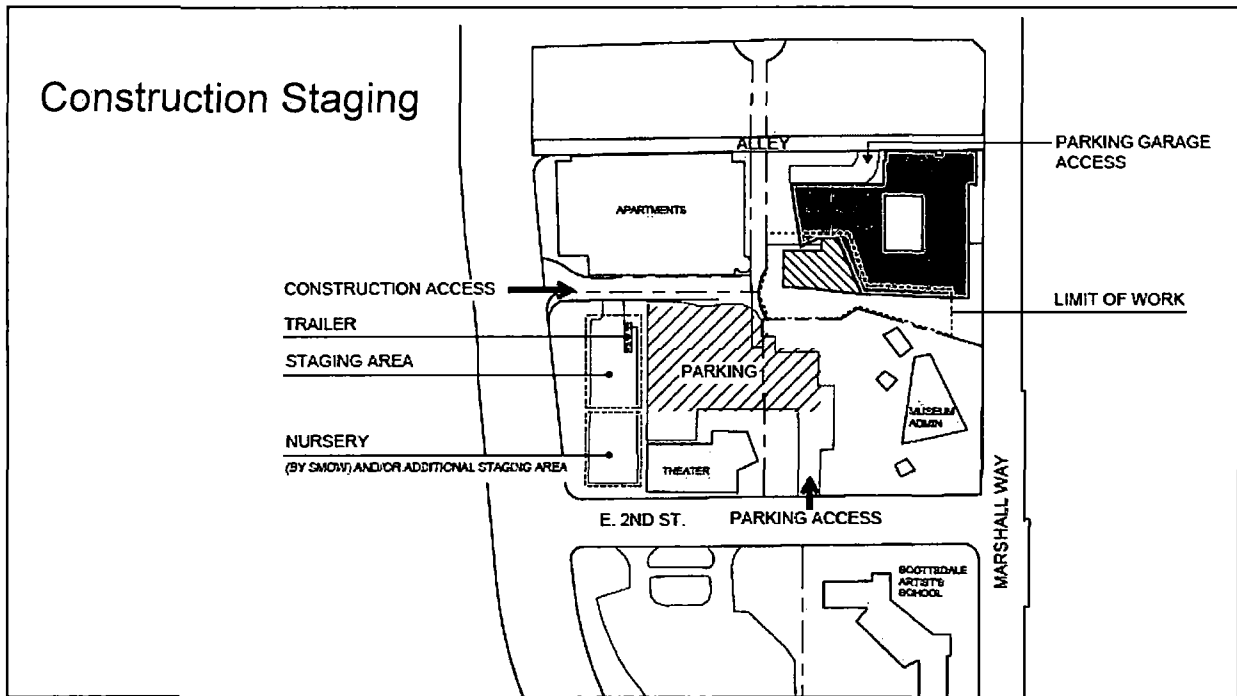 Construction Staging
ALLEY
PARKING GARAGE
ACCESS
APARTMENTS
CONSTRUCTION ACCESS
LIMIT OF WORK
TRAILER
STAGING AREA
PARKING
MUSEUM
ADMIN
NURSERY
(BY SMOW) AND/OR ADDITIONAL STAGING AREA
THEATER
E. 2ND ST.
PARKING ACCESS
MARSHALL WAY
SCOTTSDALE
ARTIST'S
SCHOOL